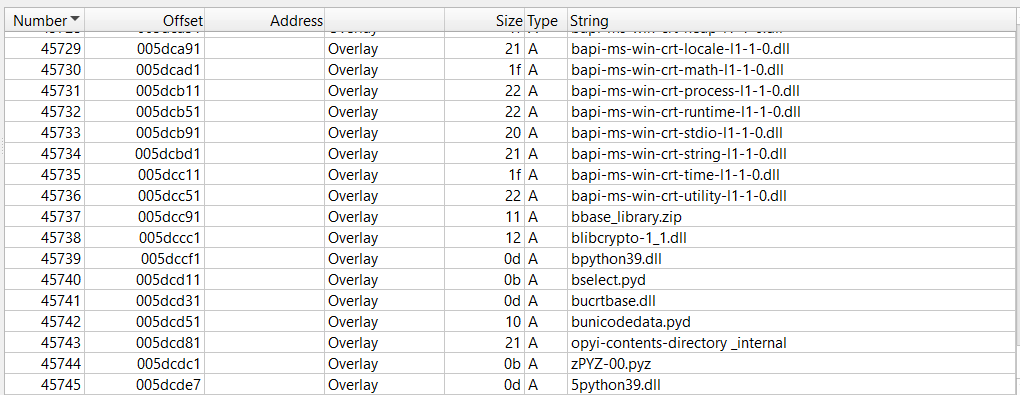 Number Offset Address Size Type String
Overlay
45729 005dca91 Overlay 21 A bapi-ms-win-crt-locale-l1-1-0.dll
45730 005dcad1 Overlay 1f A bapi-ms-win-crt-math-l1-1-0.dll
45731 005dcb11 Overlay 22 A bapi-ms-win-crt-process-l1-1-0.dll
45732 005dcb51 Overlay 22 A bapi-ms-win-crt-runtime-l1-1-0.dll
45733 005dcb91 Overlay 20 A bapi-ms-win-crt-stdio-l1-1-0.dll
45734 005dcbd1 Overlay 21 A bapi-ms-win-crt-string-l1-1-0.dll
45735 005dcc11 Overlay 1f A bapi-ms-win-crt-time-l1-1-0.dll
45736 005dcc51 Overlay 22 A bapi-ms-win-crt-utility-l1-1-0.dll
45737 005dcc91 Overlay 11 A bbase_library.zip
45738 005dccc1 Overlay 12 A blibcrypto-1_1.dll
45739 005dccf1 Overlay 0d A bpython39.dll
45740 005dcd11 Overlay 0b A bselect.pyd
45741 005dcd31 Overlay 0d A bucrtbase.dll
45742 005dcd51 Overlay 10 A bunicodedata.pyd
45743 005dcd81 Overlay 21 A opyi-contents-directory _internal
45744 005dcdc1 Overlay 0b A zPYZ-00.pyz
45745 005dcde7 Overlay 0d A 5python39.dll